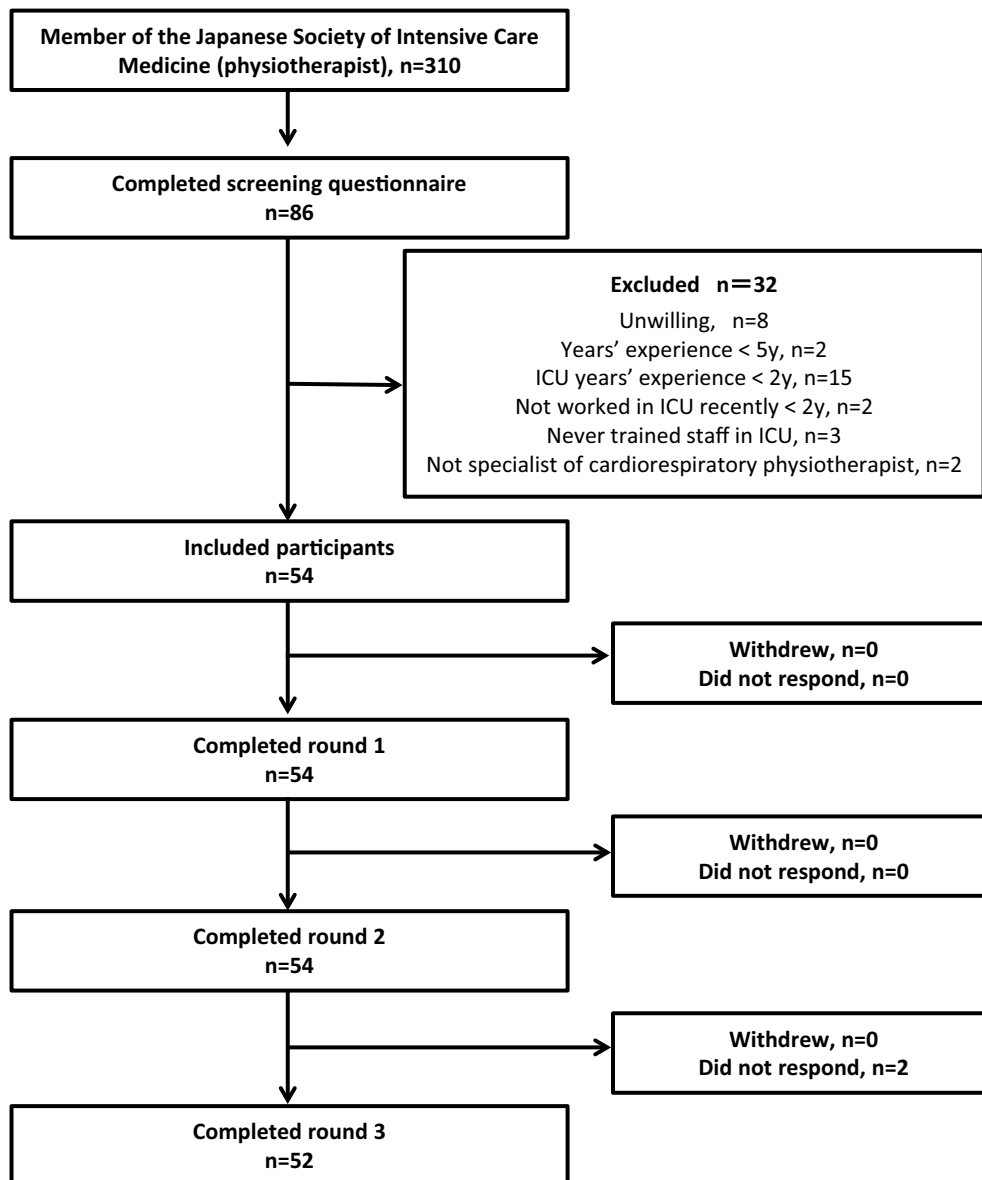 Member of the Japanese Society of Intensive Care
Medicine (physiotherapist), n=310
Completed screening questionnaire
n=86
Excluded n＝32
Unwilling, n=8
Years’ experience < 5y, n=2
ICU years’ experience < 2y, n=15
Not worked in ICU recently < 2y, n=2
Never trained staff in ICU, n=3
Not specialist of cardiorespiratory physiotherapist, n=2
Included participants
n=54
Withdrew, n=0
Did not respond, n=0
Completed round 1
n=54
Withdrew, n=0
Did not respond, n=0
Completed round 2
n=54
Withdrew, n=0
Did not respond, n=2
Completed round 3
n=52